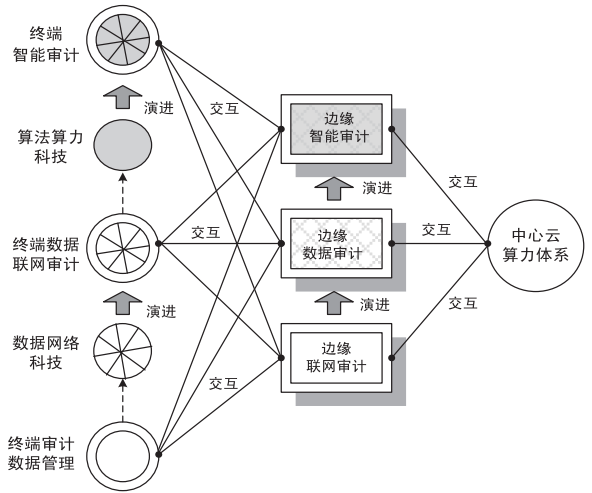 终端
智能审计
演进
算法算力
科技
终端数据
联网审计
演进
数据网络
科技
终端审计
数据管理
交互
交互
交互
边缘
智能审计
演进
边缘
数据审计
演进
边缘
联网审计
交互
交互
交互
中心云
算力体系